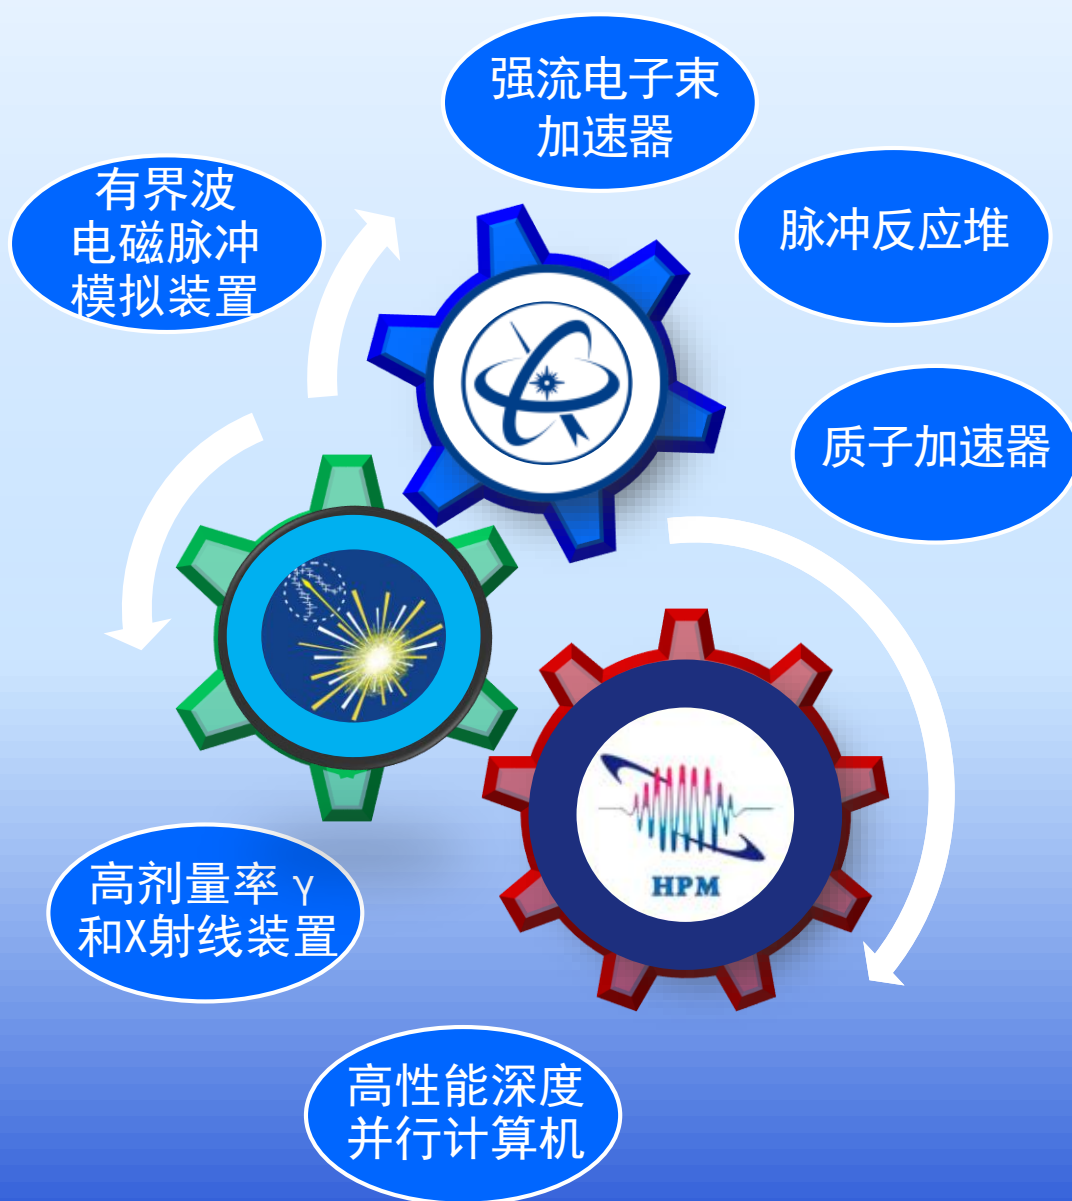 强流电子束
加速器
有界波
电磁脉冲
模拟装置
脉冲反应堆
质子加速器
高剂量率 γ
和X射线装置
HPM
高性能深度
并行计算机